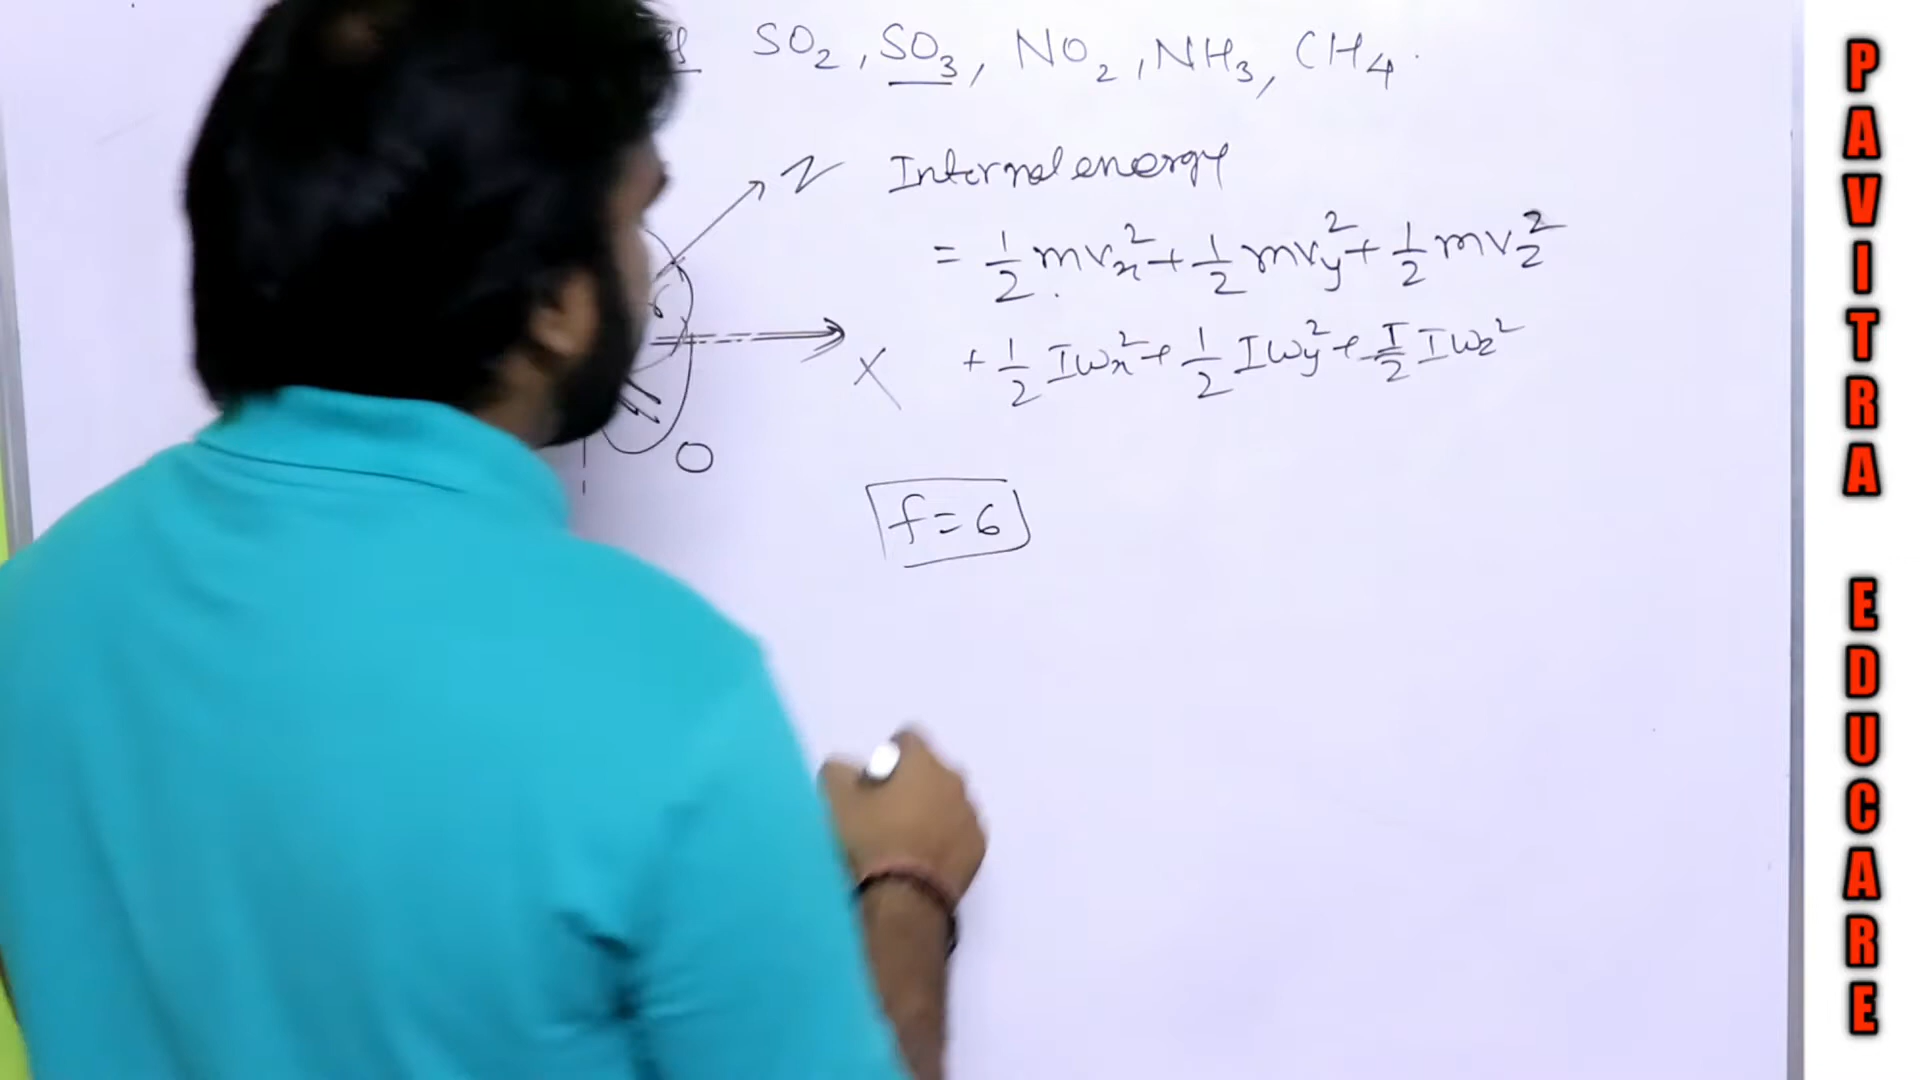 SO₂, SO₃, NO₂, NH₃, CH₄.
Z
Internal energy
= 1/2 mvx² + 1/2 mvy² + 1/2 mvz²
X
+ 1/2 Iωx² + 1/2 Iωy² + 1/2 Iωz²
O
f = 6
PAVITRA EDUCARE